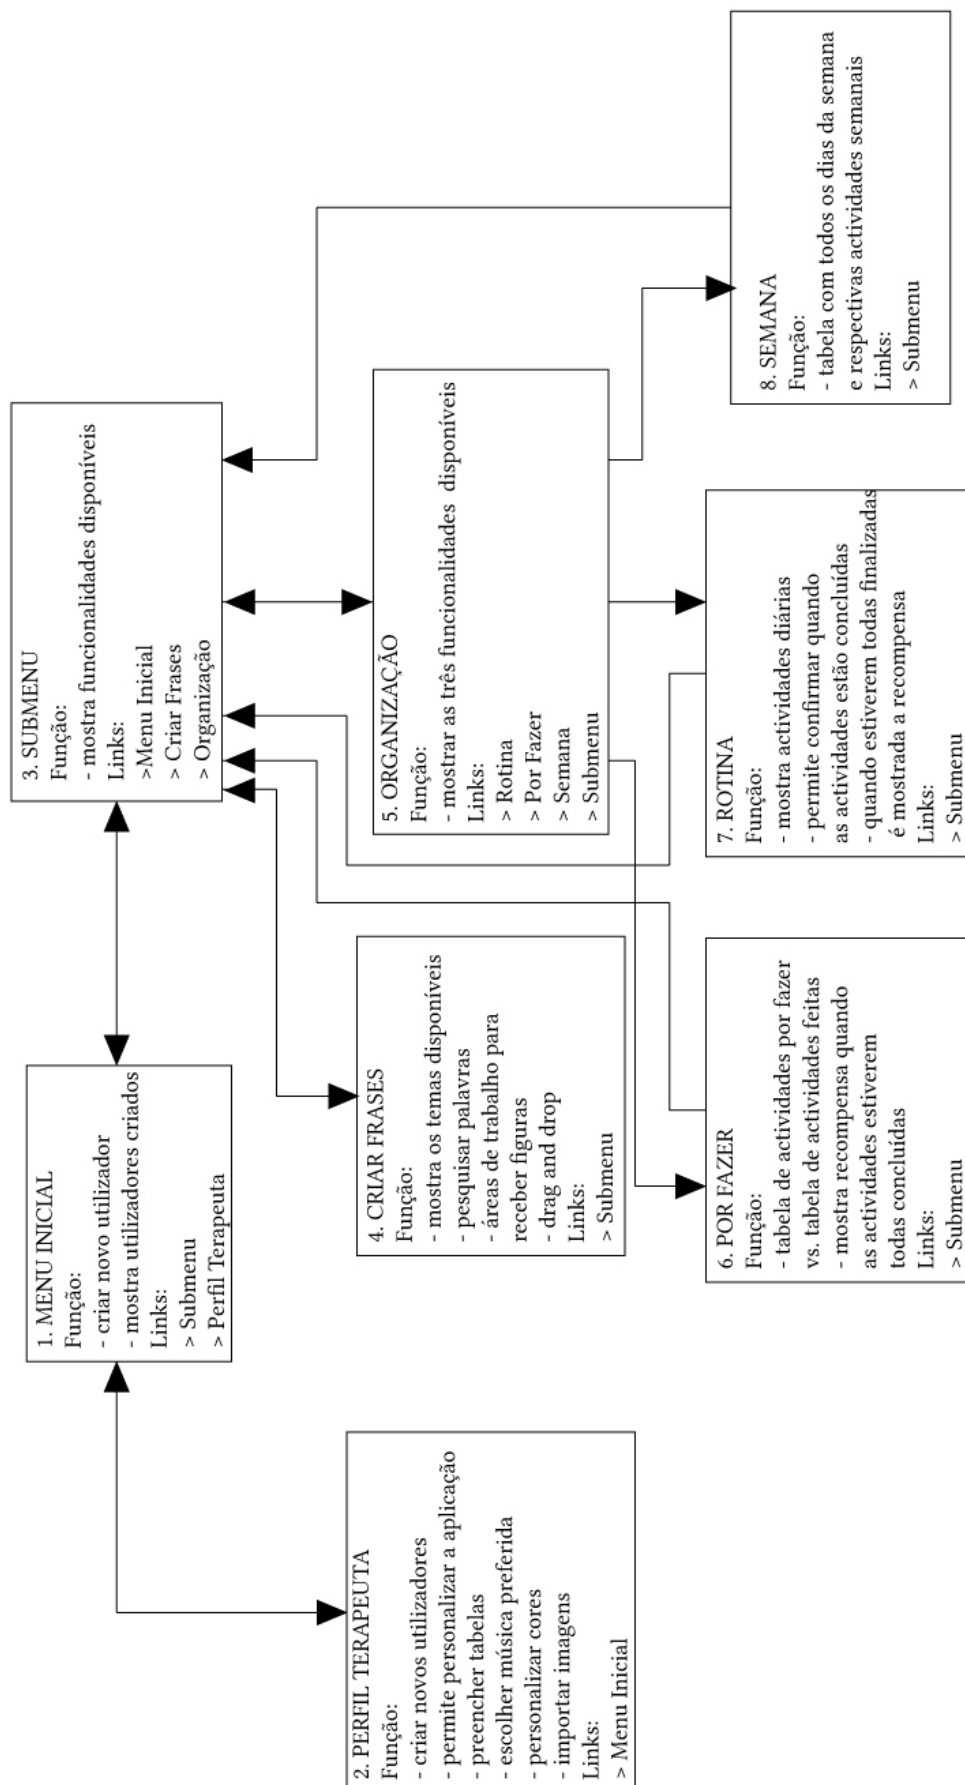 1. MENU INICIAL
Função:
- criar novo utilizador
- mostra utilizadores criados
Links:
> Submenu
> Perfil Terapeuta
2. PERFIL TERAPEUTA
Função:
- criar novos utilizadores
- permite personalizar a aplicação
- preencher tabelas
- escolher música preferida
- personalizar cores
- importar imagens
Links:
> Menu Inicial
3. SUBMENU
Função:
- mostra funcionalidades disponíveis
Links:
>Menu Inicial
> Criar Frases
> Organização
4. CRIAR FRASES
Função:
- mostra os temas disponíveis
- pesquisar palavras
- áreas de trabalho para
receber figuras
- drag and drop
Links:
> Submenu
5. ORGANIZAÇÃO
Função:
- mostrar as três funcionalidades disponíveis
Links:
> Rotina
> Por Fazer
> Semana
> Submenu
6. POR FAZER
Função:
- tabela de actividades por fazer
vs. tabela de actividades feitas
- mostra recompensa quando
as actividades estiverem
todas concluídas
Links:
> Submenu
7. ROTINA
Função:
- mostra actividades diárias
- permite confirmar quando
as actividades estão concluídas
- quando estiverem todas finalizadas
é mostrada a recompensa
Links:
> Submenu
8. SEMANA
Função:
- tabela com todos os dias da semana
e respectivas actividades semanais
Links:
> Submenu